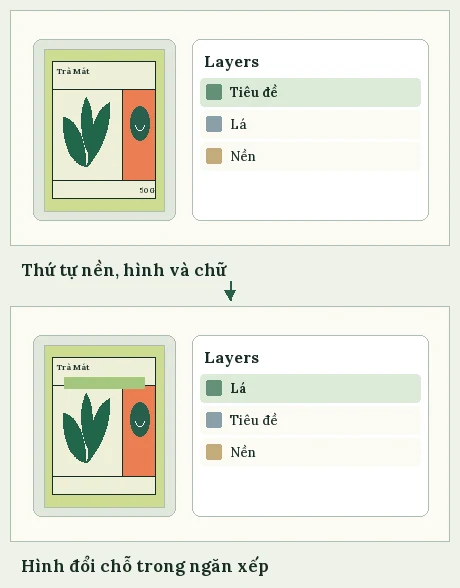 Trà Mát
50 G
Layers
Tiêu đề
Lá
Nền
Thứ tự nền, hình và chữ
Trà Mát
Layers
Lá
Tiêu đề
Nền
Hình đổi chỗ trong ngăn xếp